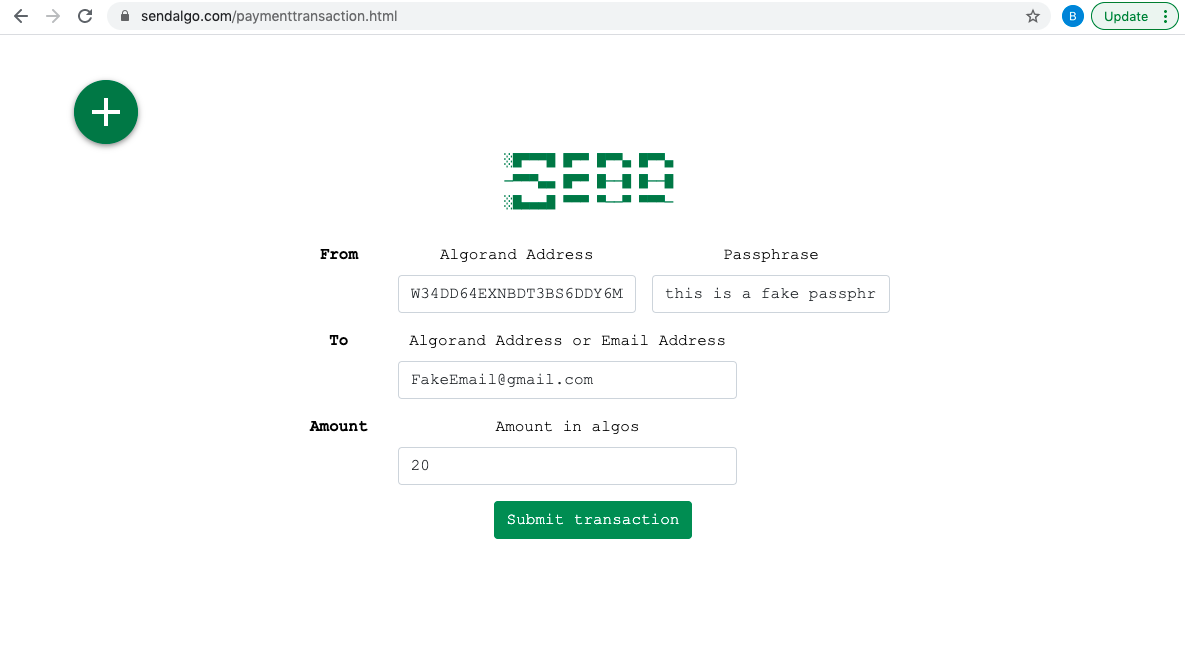 sendalgo.com/paymenttransaction.html
B
Update
SEND
From Algorand Address Passphrase
W34DD64EXNBDT3BS6DDY6M this is a fake passphr
To Algorand Address or Email Address
FakeEmail@gmail.com
Amount Amount in algos
20
Submit transaction